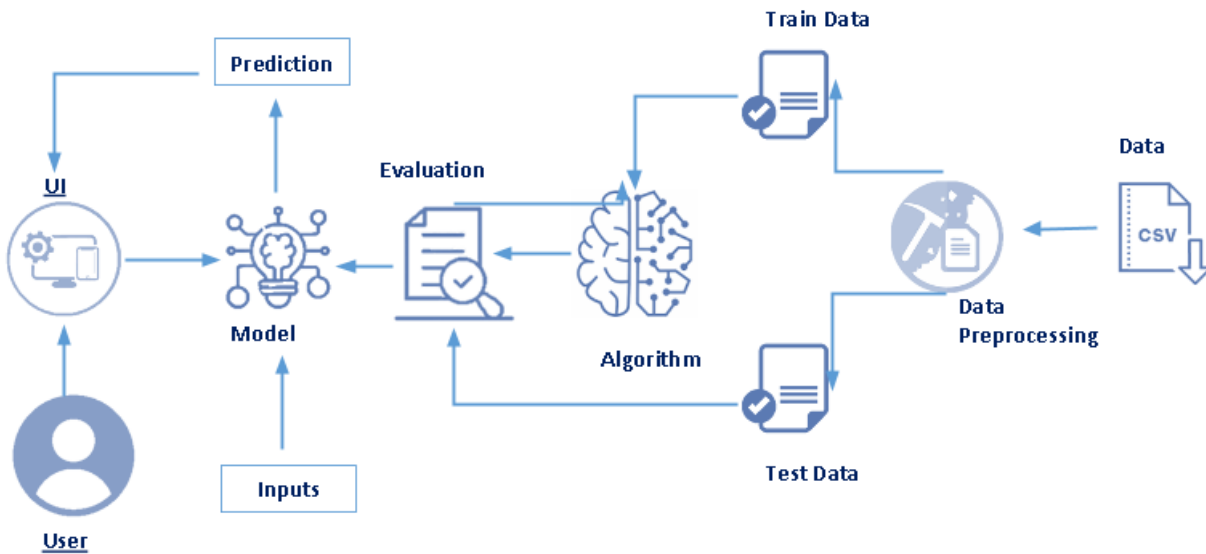 Train Data
Prediction
Evaluation
Data
UI
CSV
Data
Preprocessing
Model
Algorithm
Test Data
Inputs
User